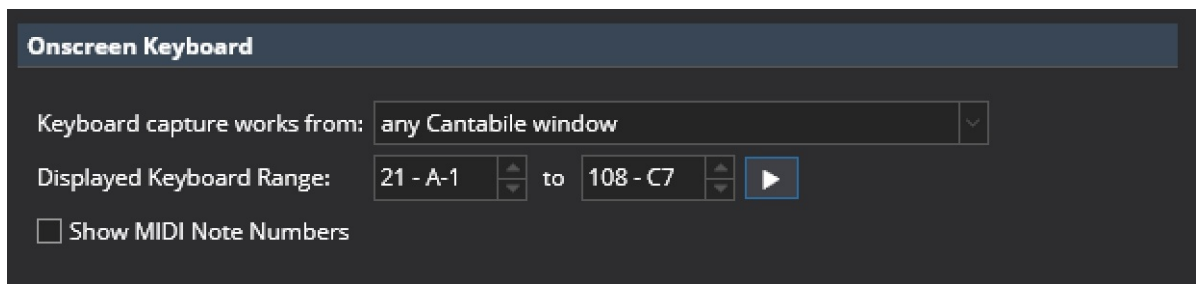 Onscreen Keyboard
Keyboard capture works from: any Cantabile window
Displayed Keyboard Range: 21 - A-1 to 108 - C7
Show MIDI Note Numbers